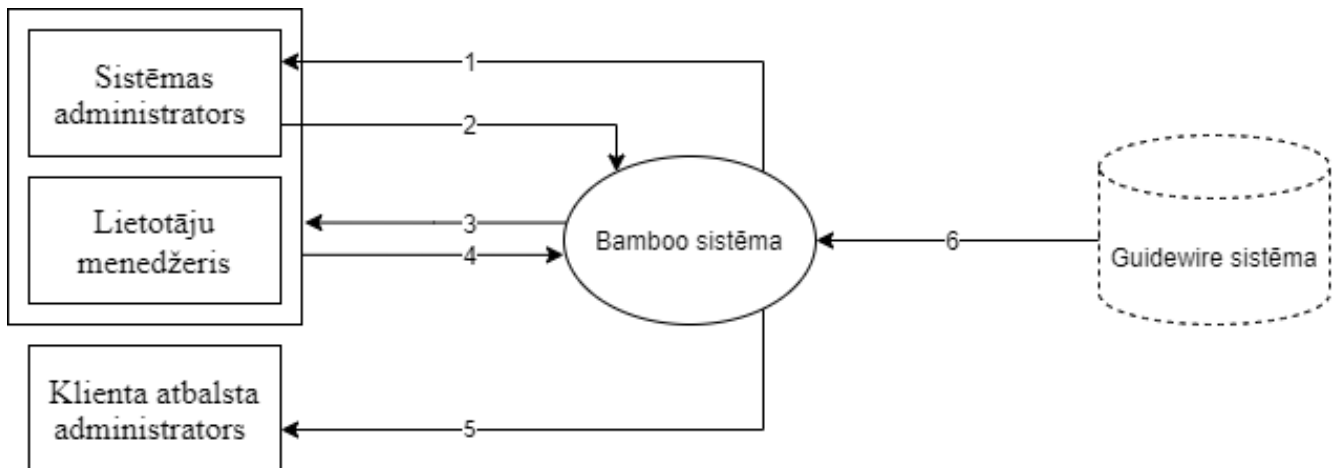 Sistēmas
administrators
1
2
Lietotāju
menedžeris
3
4
Bamboo sistēma
6
Guidewire sistēma
Klienta atbalsta
administrators
5